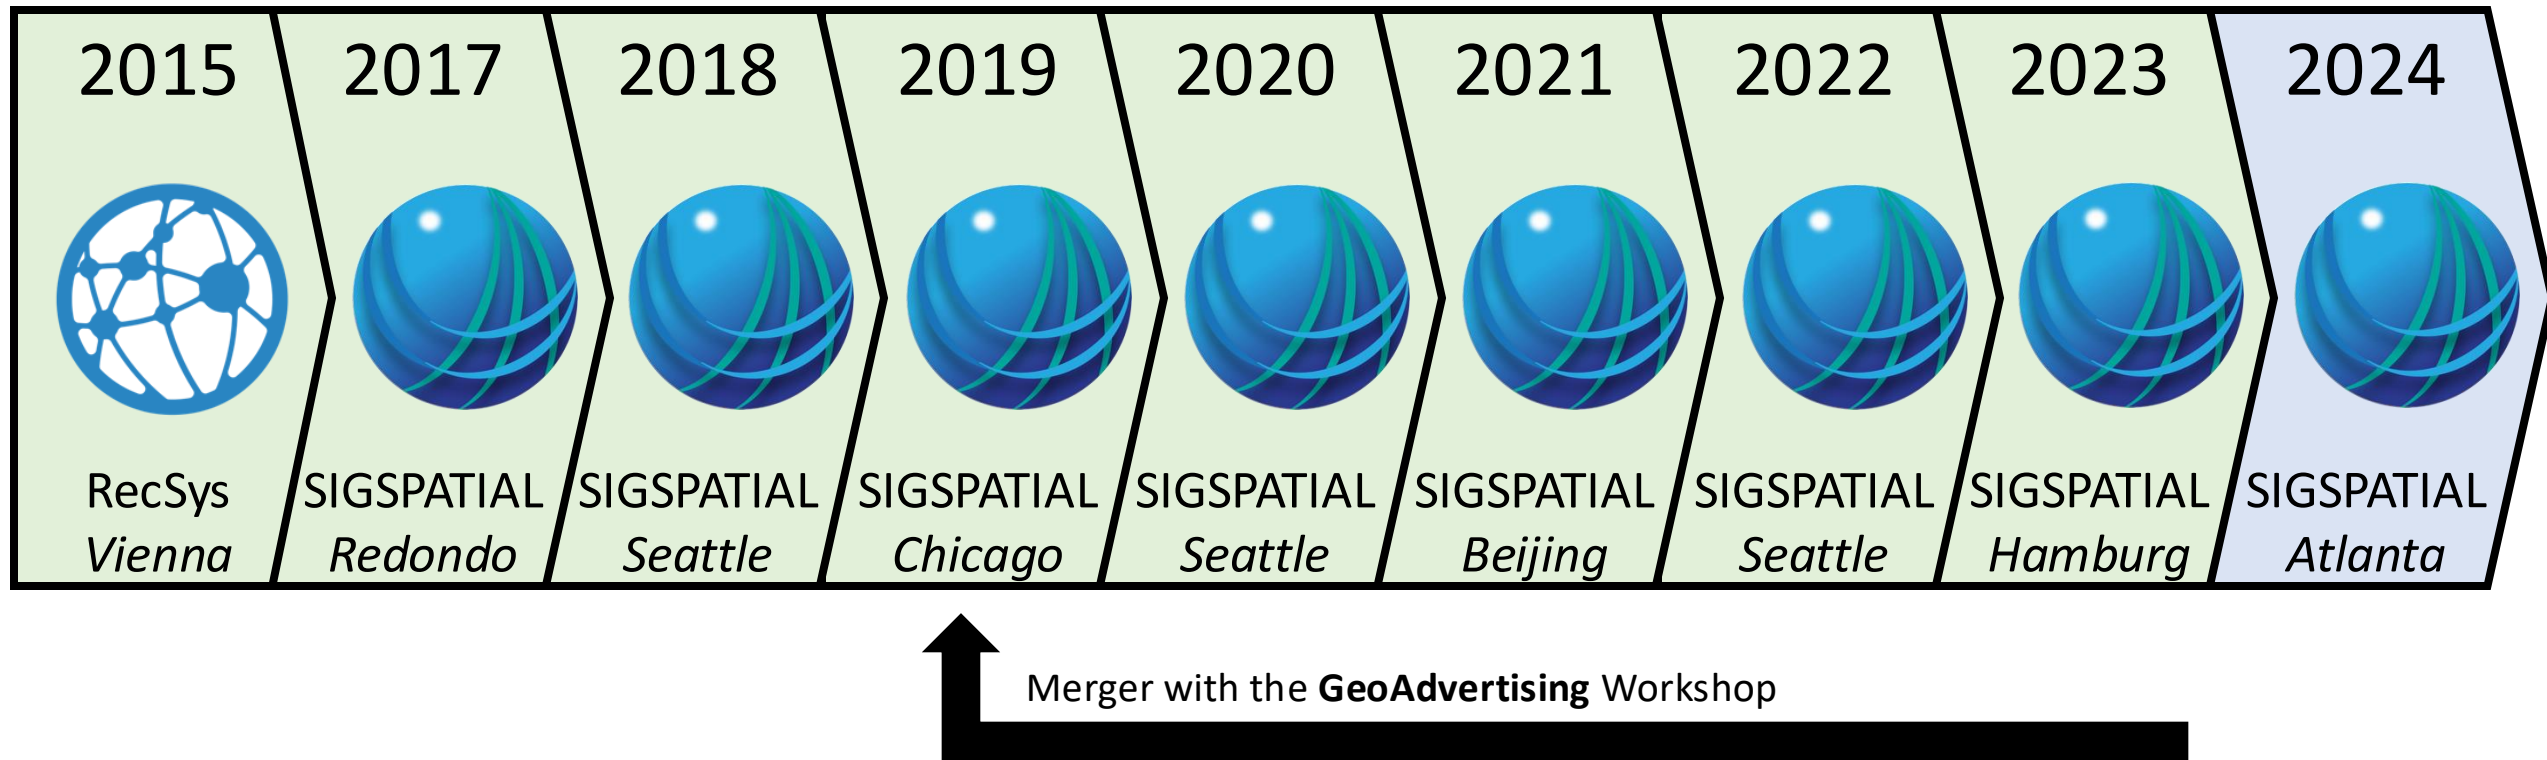 2015 2017 2018 2019 2020 2021 2022 2023 2024
RecSys SIGSPATIAL SIGSPATIAL SIGSPATIAL SIGSPATIAL SIGSPATIAL SIGSPATIAL SIGSPATIAL SIGSPATIAL
Vienna Redondo Seattle Chicago Seattle Beijing Seattle Hamburg Atlanta
Merger with the GeoAdvertising Workshop